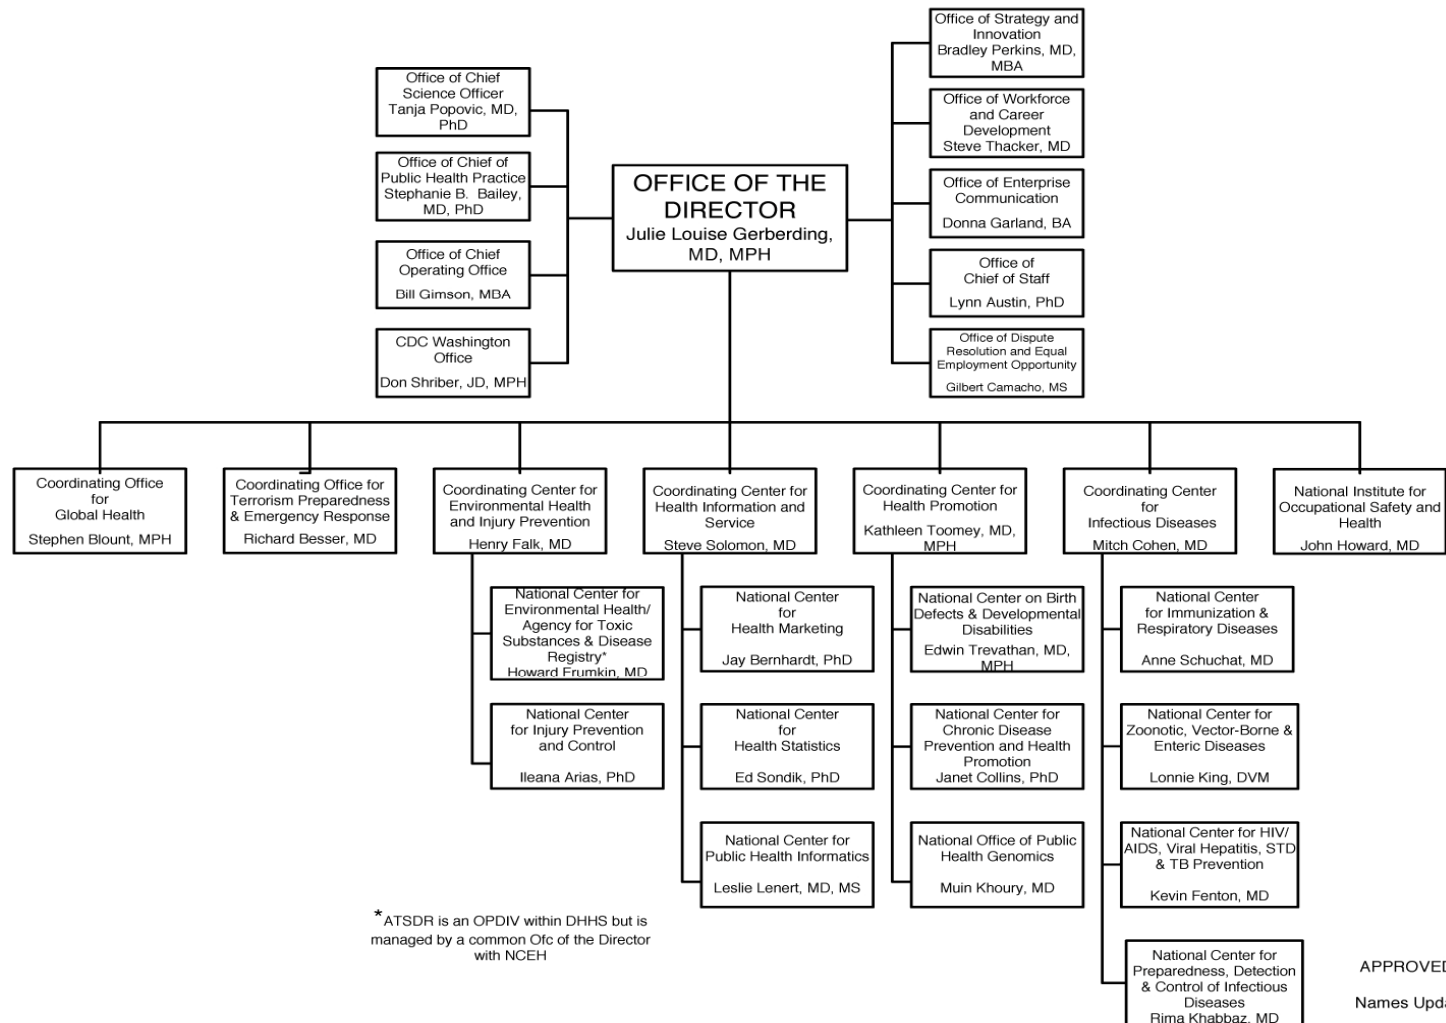 Office of Strategy and
Innovation
Bradley Perkins, MD,
MBA
Office of Chief
Science Officer
Tanja Popovic, MD,
PhD
Office of Workforce
and Career
Development
Steve Thacker, MD
Office of Chief of
Public Health Practice
Stephanie B. Bailey,
MD, PhD
OFFICE OF THE
DIRECTOR
Julie Louise Gerberding,
MD, MPH
Office of Enterprise
Communication
Donna Garland, BA
Office of Chief
Operating Office
Bill Gimson, MBA
Office of
Chief of Staff
Lynn Austin, PhD
CDC Washington
Office
Don Shriber, JD, MPH
Office of Dispute
Resolution and Equal
Employment Opportunity
Gilbert Camacho, MS
Coordinating Office
for
Global Health
Stephen Blount, MPH
Coordinating Office for
Terrorism Preparedness
& Emergency Response
Richard Besser, MD
Coordinating Center for
Environmental Health
and Injury Prevention
Henry Falk, MD
Coordinating Center for
Health Information and
Service
Steve Solomon, MD
Coordinating Center for
Health Promotion
Kathleen Toomey, MD,
MPH
Coordinating Center
for
Infectious Diseases
Mitch Cohen, MD
National Institute for
Occupational Safety and
Health
John Howard, MD
National Center for
Environmental Health/
Agency for Toxic
Substances & Disease
Registry*
Howard Frumkin, MD
National Center
for
Health Marketing
Jay Bernhardt, PhD
National Center on Birth
Defects & Developmental
Disabilities
Edwin Trevathan, MD,
MPH
National Center
for Immunization &
Respiratory Diseases
Anne Schuchat, MD
National Center
for Injury Prevention
and Control
Ileana Arias, PhD
National Center
for
Health Statistics
Ed Sondik, PhD
National Center for
Chronic Disease
Prevention and Health
Promotion
Janet Collins, PhD
National Center for
Zoonotic, Vector-Borne &
Enteric Diseases
Lonnie King, DVM
National Center for
Public Health Informatics
Leslie Lenert, MD, MS
National Office of Public
Health Genomics
Muin Khoury, MD
National Center for HIV/
AIDS, Viral Hepatitis, STD
& TB Prevention
Kevin Fenton, MD
*ATSDR is an OPDIV within DHHS but is
managed by a common Ofc of the Director
with NCEH
National Center for
Preparedness, Detection
& Control of Infectious
Diseases
Rima Khabbaz, MD
APPROVED
Names Upda